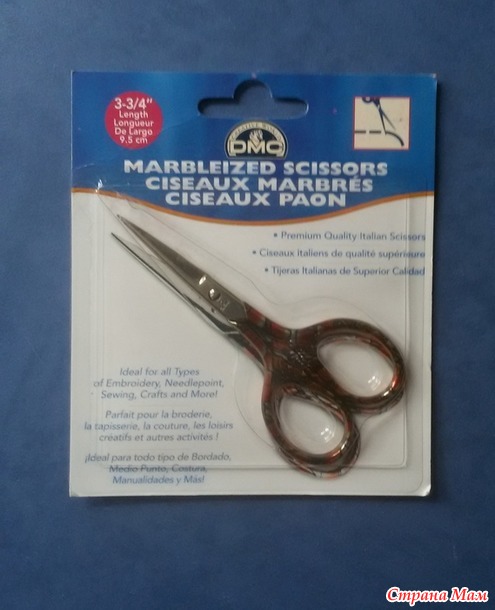 3-3/4"
Length
Longueur
De Largo
9.5 cm
DMC
MARBLEIZED SCISSORS
CISEAUX MARBRÉS
CISEAUX PAON
• Premium Quality Italian Scissors
• Ciseaux italiens de qualité supérieure
• Tijeras Italianas de Superior Calidad
Ideal for all Types
of Embroidery, Needlepoint,
Sewing, Crafts and More!
Parfait pour la broderie,
la tapisserie, la couture, les loisirs
créatifs et autres activités !
¡Ideal para todo tipo de Bordado,
Medio Punto, Costura,
Manualidades y Más!
Страна Мам